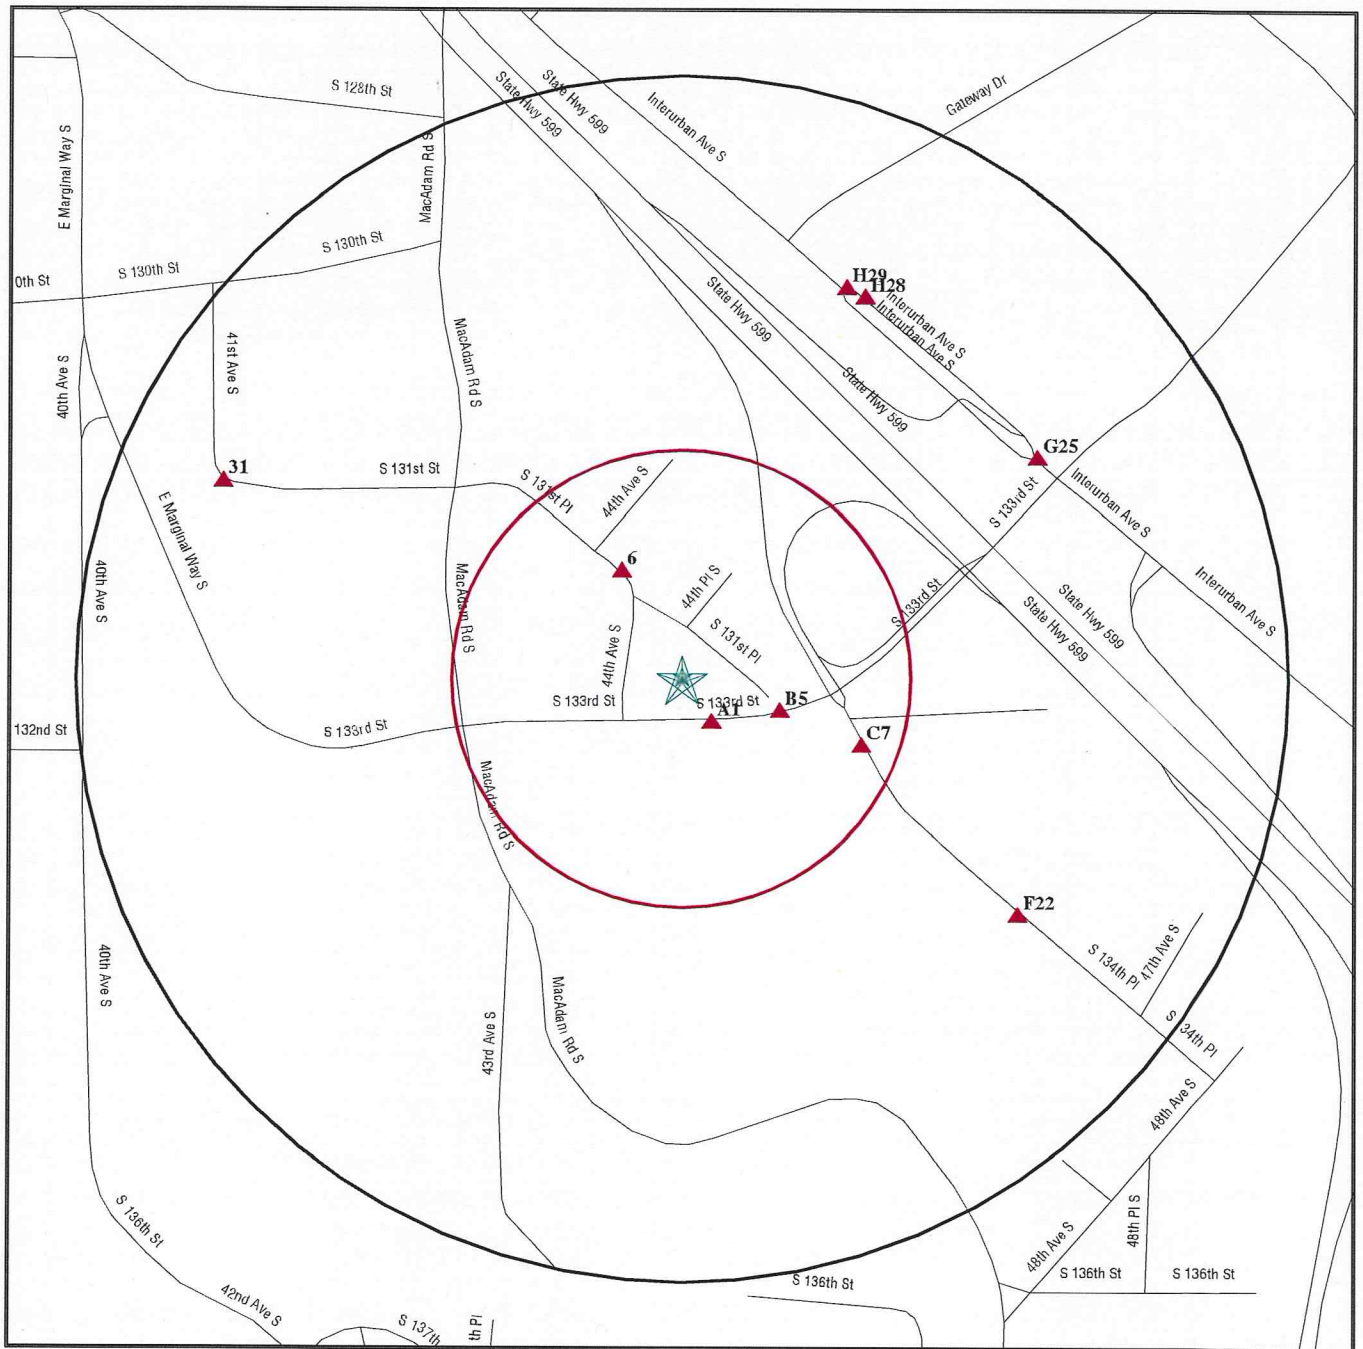 S 128th St
State Hwy 599
State Hwy 599
Interurban Ave S
Gateway Dr
E Marginal Way S
MacAdam Rd S
S 130th St
S 130th St
0th St
H29
H28
Interurban Ave S
Interurban Ave S
State Hwy 599
41st Ave S
MacAdam Rd S
40th Ave S
State Hwy 599
31
S 131st St
S 131st Pl
44th Ave S
G25
S 133rd St
Interurban Ave S
E Marginal Way S
40th Ave S
MacAdam Rd S
6
44th Pl S
S 131st Pl
44th Ave S
S 133rd St
State Hwy 599
State Hwy 599
Interurban Ave S
S 133rd St
S 133rd St
A1
B5
C7
132nd St
S 133rd St
MacAdam Rd S
F22
S 134th Pl
47th Ave S
40th Ave S
43rd Ave S
MacAdam Rd S
S 34th Pl
48th Ave S
S 136th St
48th Ave S
48th Pl S
S 136th St
S 136th St
S 136th St
42nd Ave S
S 137th
th Pl